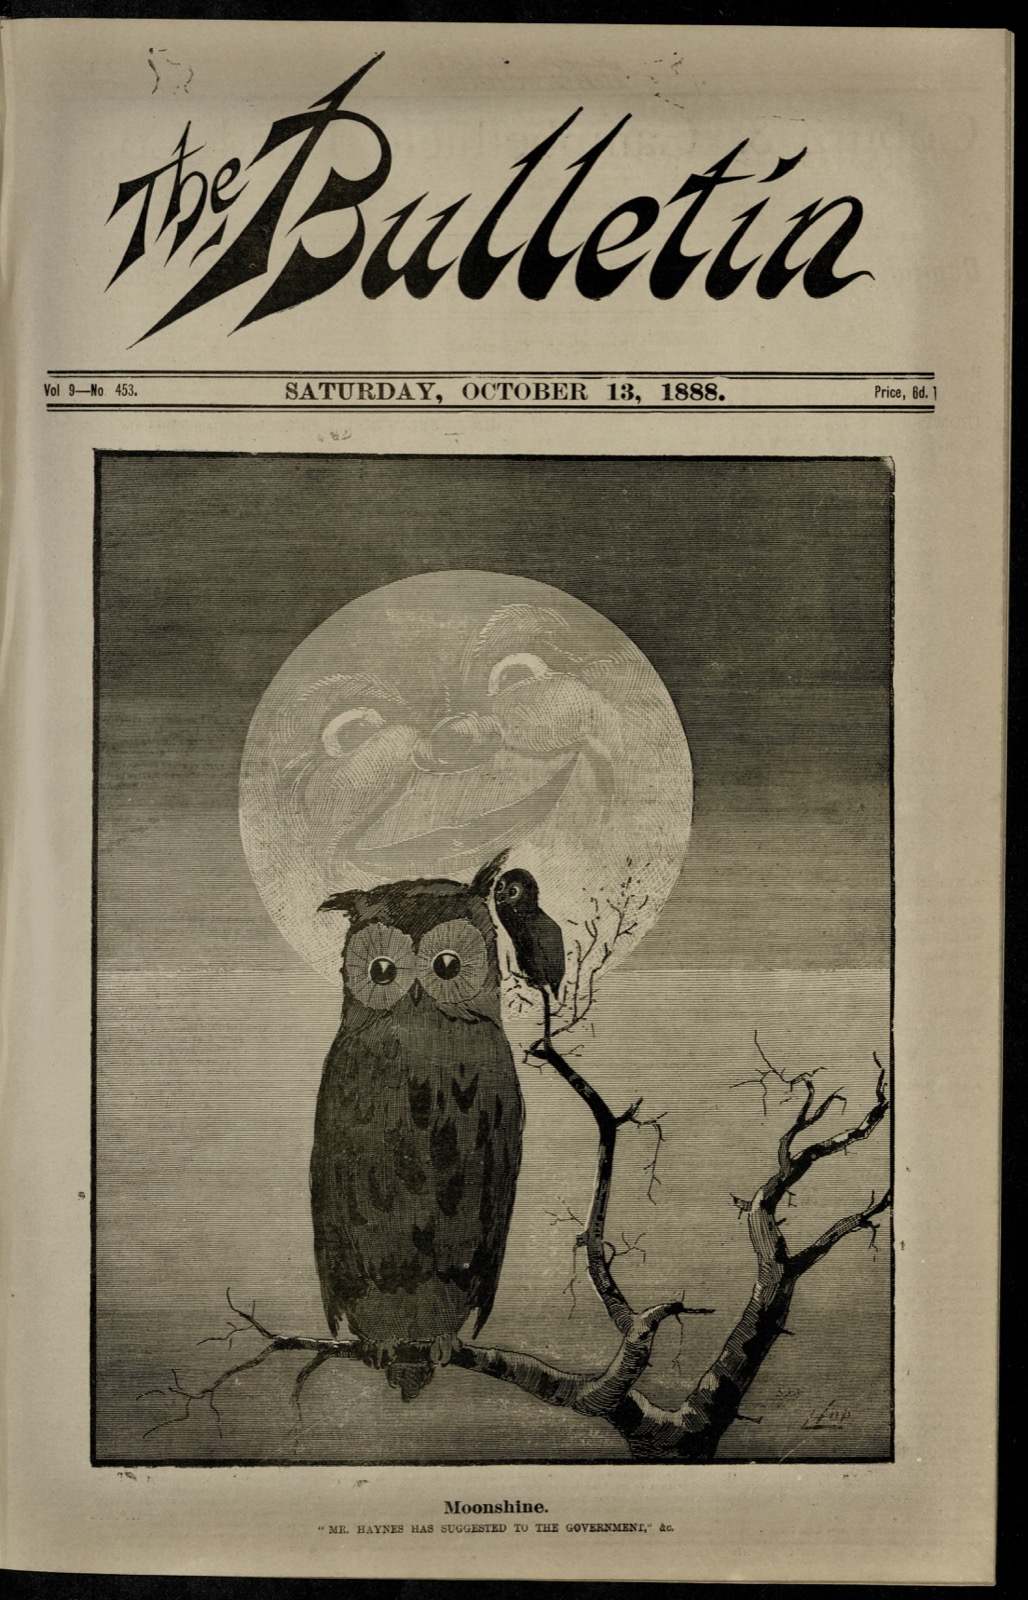 The Bulletin
Vol 9—No. 453.
SATURDAY, OCTOBER 13, 1888.
Price, 6d.
Hop
Moonshine.
" MR. HAYNES HAS SUGGESTED TO THE GOVERNMENT," &c.